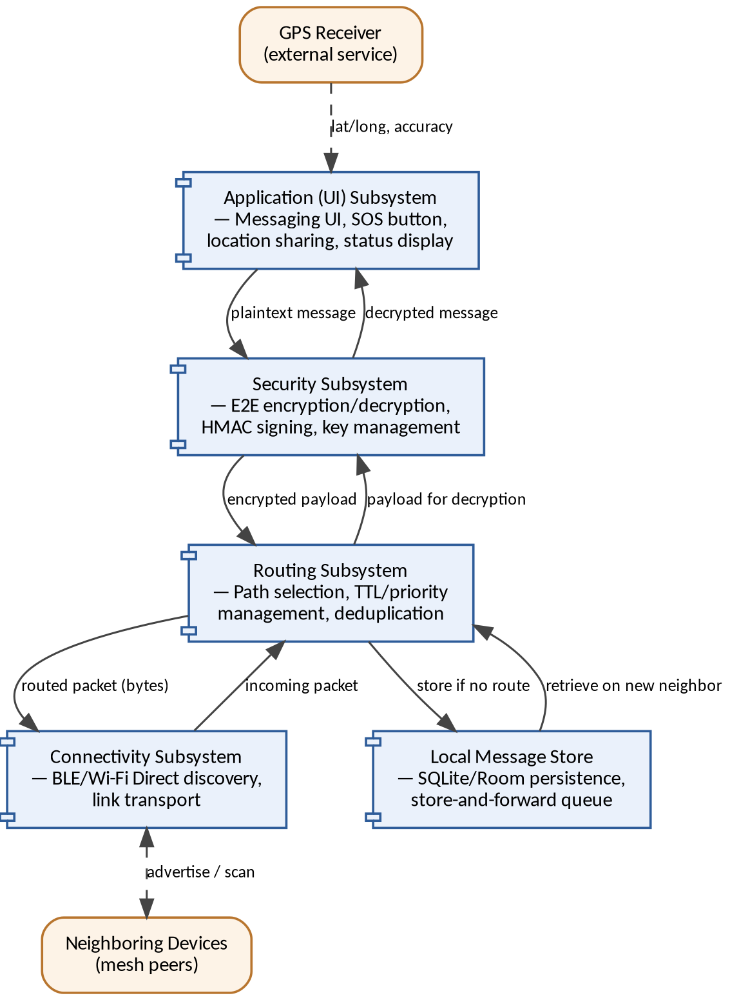 GPS Receiver
(external service)
lat/long, accuracy
Application (UI) Subsystem
— Messaging UI, SOS button,
location sharing, status display
plaintext message
decrypted message
Security Subsystem
— E2E encryption/decryption,
HMAC signing, key management
encrypted payload
payload for decryption
Routing Subsystem
— Path selection, TTL/priority
management, deduplication
routed packet (bytes)
incoming packet
store if no route
retrieve on new neighbor
Connectivity Subsystem
— BLE/Wi-Fi Direct discovery,
link transport
Local Message Store
— SQLite/Room persistence,
store-and-forward queue
advertise / scan
Neighboring Devices
(mesh peers)